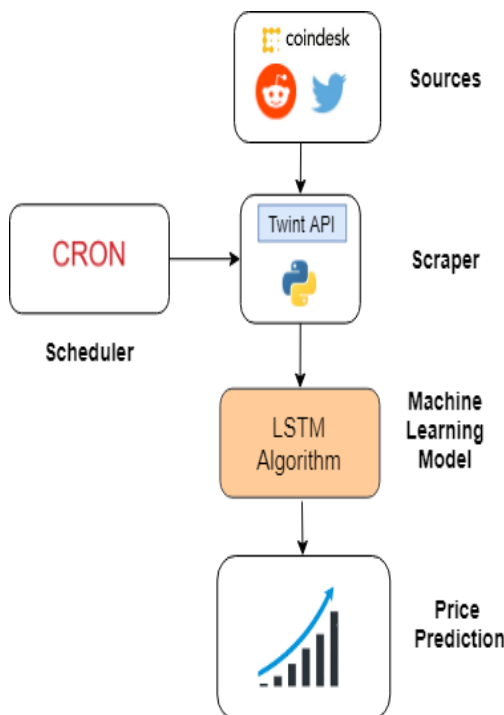 coindesk
Sources
Twint API
CRON
Scraper
Scheduler
LSTM
Algorithm
Machine
Learning
Model
Price
Prediction